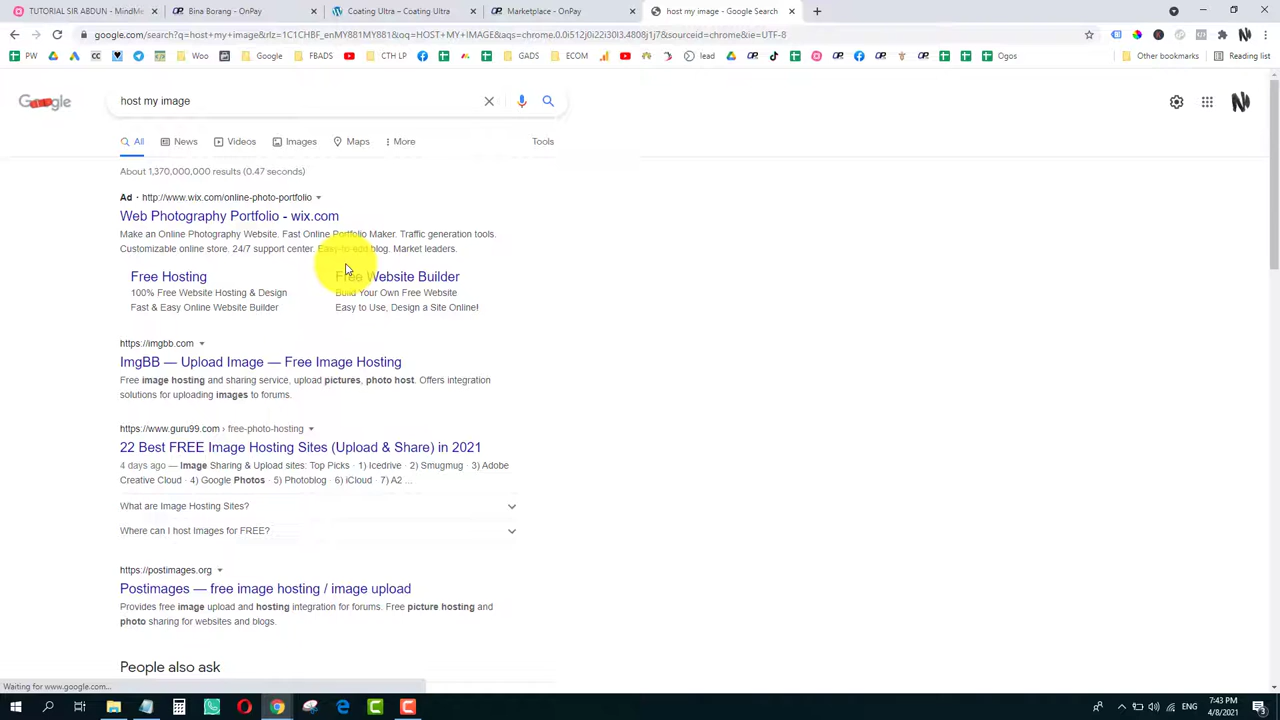 TUTORIAL SIR ABDUN - MindMe
Bina Borang – OnPay
Coating Ultra – Coating Ultra
Marketplace – OnPay
host my image - Google Search
google.com/search?q=host+my+image&rlz=1C1CHBF_enMY881MY881&oq=HOST+MY+IMAGE&aqs=chrome.0.0i512j0i22i30l3.4808j1j7&sourceid=chrome&ie=UTF-8
PW
Woo
Google
FBADS
CTH LP
GADS
ECOM
lead
Ogos
Other bookmarks
Reading list
host my image
All
News
Videos
Images
Maps
More
Tools
About 1,370,000,000 results (0.47 seconds)
Ad · http://www.wix.com/online-photo-portfolio
Web Photography Portfolio - wix.com
Make an Online Photography Website. Fast Online Portfolio Maker. Traffic generation tools.
Customizable online store. 24/7 support center. Easy-to-edd blog. Market leaders.
Free Hosting
100% Free Website Hosting & Design
Fast & Easy Online Website Builder
Free Website Builder
Build Your Own Free Website
Easy to Use, Design a Site Online!
https://imgbb.com
ImgBB — Upload Image — Free Image Hosting
Free image hosting and sharing service, upload pictures, photo host. Offers integration
solutions for uploading images to forums.
https://www.guru99.com › free-photo-hosting
22 Best FREE Image Hosting Sites (Upload & Share) in 2021
4 days ago — Image Sharing & Upload sites: Top Picks · 1) Icedrive · 2) Smugmug · 3) Adobe
Creative Cloud · 4) Google Photos · 5) Photoblog · 6) iCloud · 7) A2 ...
What are Image Hosting Sites?
Where can I host Images for FREE?
https://postimages.org
Postimages — free image hosting / image upload
Provides free image upload and hosting integration for forums. Free picture hosting and
photo sharing for websites and blogs.
People also ask
Waiting for www.google.com...
ENG
7:43 PM
4/8/2021